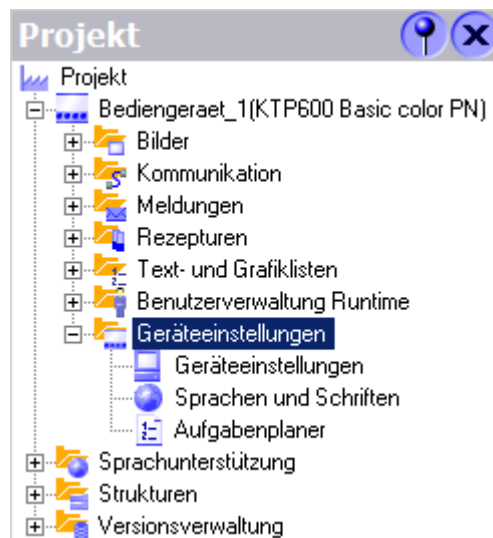 Projekt
Projekt
Bediengeraet_1(KTP600 Basic color PN)
Bilder
Kommunikation
Meldungen
Rezepturen
Text- und Grafiklisten
Benutzerverwaltung Runtime
Geräteeinstellungen
Geräteeinstellungen
Sprachen und Schriften
Aufgabenplaner
Sprachunterstützung
Strukturen
Versionsverwaltung